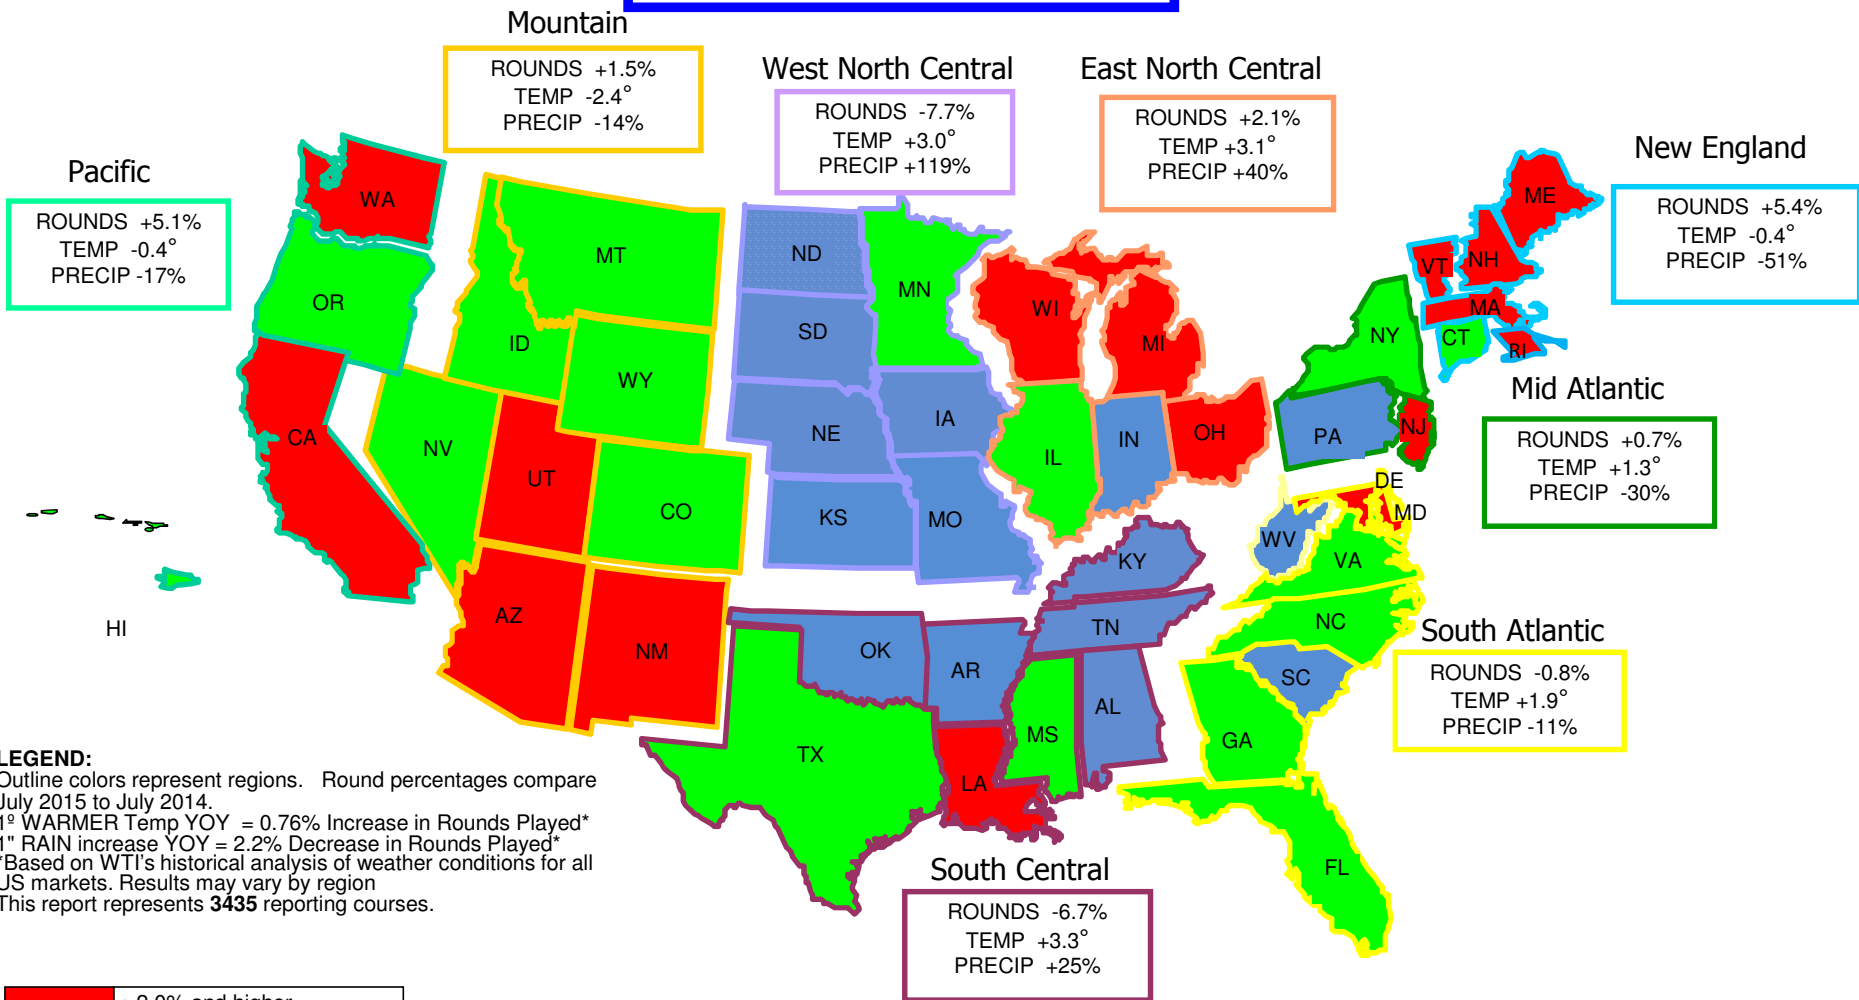 Mountain
ROUNDS +1.5%
TEMP -2.4°
PRECIP -14%
West North Central
ROUNDS -7.7%
TEMP +3.0°
PRECIP +119%
East North Central
ROUNDS +2.1%
TEMP +3.1°
PRECIP +40%
New England
ROUNDS +5.4%
TEMP -0.4°
PRECIP -51%
Pacific
ROUNDS +5.1%
TEMP -0.4°
PRECIP -17%
Mid Atlantic
ROUNDS +0.7%
TEMP +1.3°
PRECIP -30%
South Atlantic
ROUNDS -0.8%
TEMP +1.9°
PRECIP -11%
South Central
ROUNDS -6.7%
TEMP +3.3°
PRECIP +25%
WA
OR
CA
HI
MT
ID
WY
NV
UT
CO
AZ
NM
ND
SD
NE
KS
MN
IA
MO
WI
MI
IL
IN
OH
ME
VT
NH
MA
CT
RI
NY
PA
NJ
DE
MD
WV
VA
NC
SC
GA
FL
KY
TN
OK
AR
TX
LA
MS
AL
LEGEND:
Outline colors represent regions. Round percentages compare
July 2015 to July 2014.
1º WARMER Temp YOY = 0.76% Increase in Rounds Played*
1" RAIN increase YOY = 2.2% Decrease in Rounds Played*
*Based on WTI's historical analysis of weather conditions for all
US markets. Results may vary by region
This report represents 3435 reporting courses.
2.0% and higher